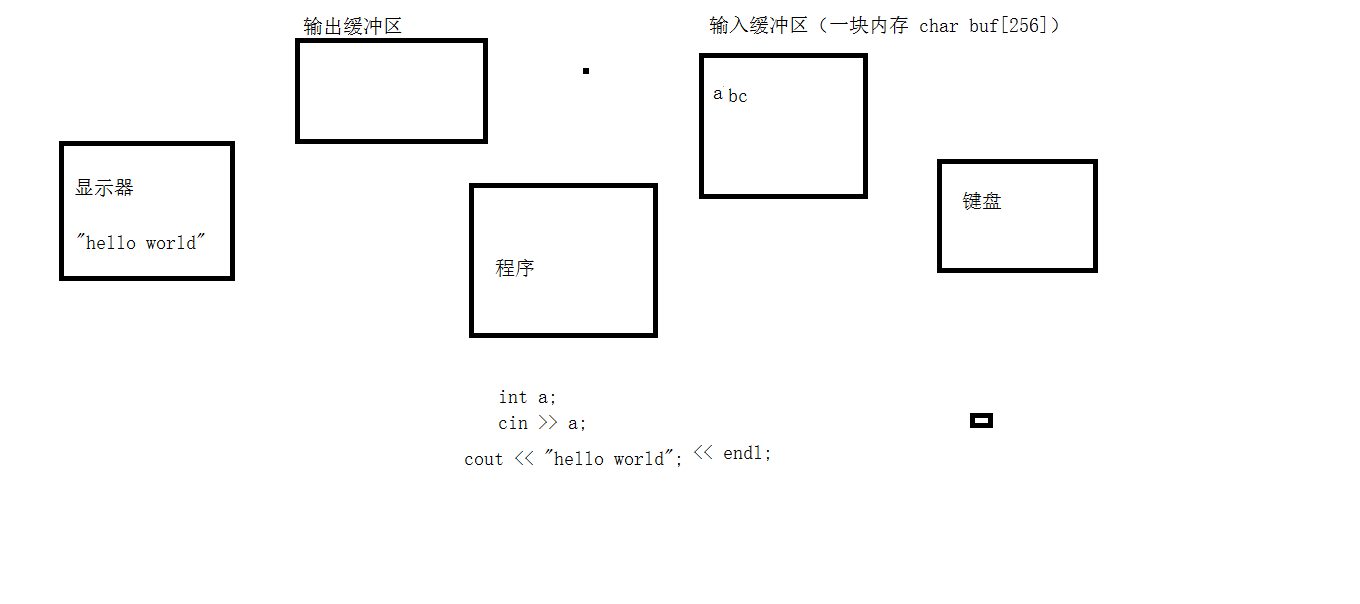 输出缓冲区
输入缓冲区（一块内存 char buf[256]）
a bc
显示器
"hello world"
键盘
程序
int a;
cin >> a;
cout << "hello world"; << endl;